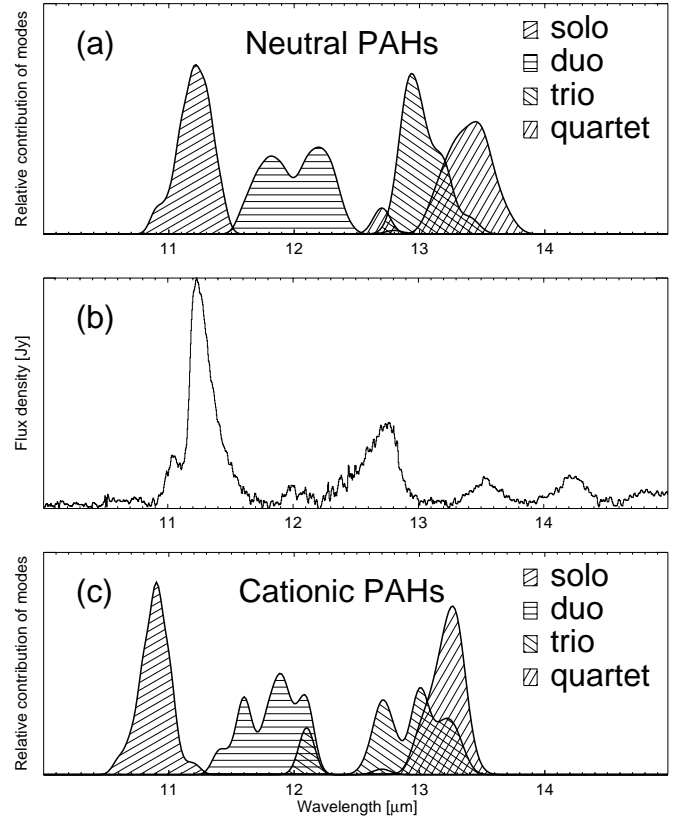 (a)
Neutral PAHs
solo
duo
trio
quartet
Relative contribution of modes
11 12 13 14
(b)
Flux density [Jy]
11 12 13 14
(c)
Cationic PAHs
solo
duo
trio
quartet
Relative contribution of modes
11 12 13 14
Wavelength [μm]